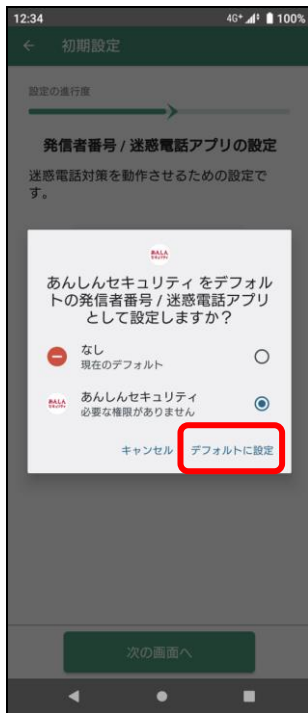 12:34
4G+ 100%
初期設定
設定の進行度
発信者番号 / 迷惑電話アプリの設定
迷惑電話対策を動作させるための設定で
す。
あんしんセキュリティ をデフォル
トの発信者番号 / 迷惑電話アプリ
として設定しますか？
なし
現在のデフォルト
あんしんセキュリティ
必要な権限がありません
キャンセル デフォルトに設定
次の画面へ